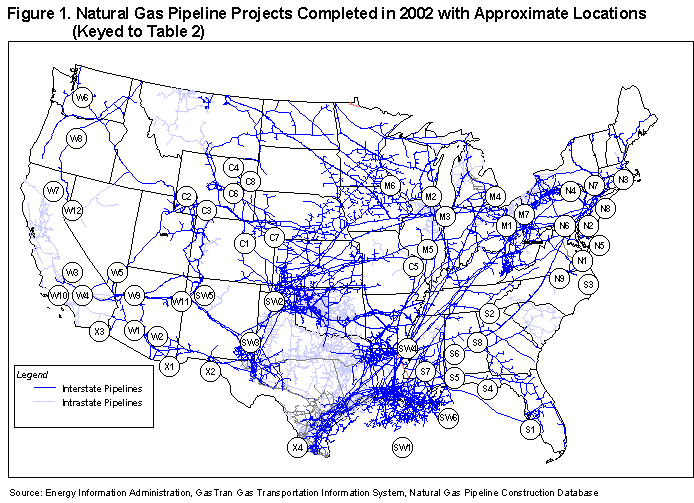 Figure 1. Natural Gas Pipeline Projects Completed in 2002 with Approximate Locations
(Keyed to Table 2)
W6
W8
N3
C4
C8
M6
N7
N4
W7
C6
C2
M2
M4
W12
C3
N8
M3
M7
M1
N6
N2
C1
C7
N5
M5
N1
C5
W3
W5
N9
S3
W10
W4
W9
W11
SW5
SW2
S2
X3
W1
W2
SW3
S8
SW4
S6
X1
X2
S7
S5
S4
SW6
S1
X4
SW1
Legend
Interstate Pipelines
Intrastate Pipelines
Source: Energy Information Administration, GasTran Gas Transportation Information System, Natural Gas Pipeline Construction Database